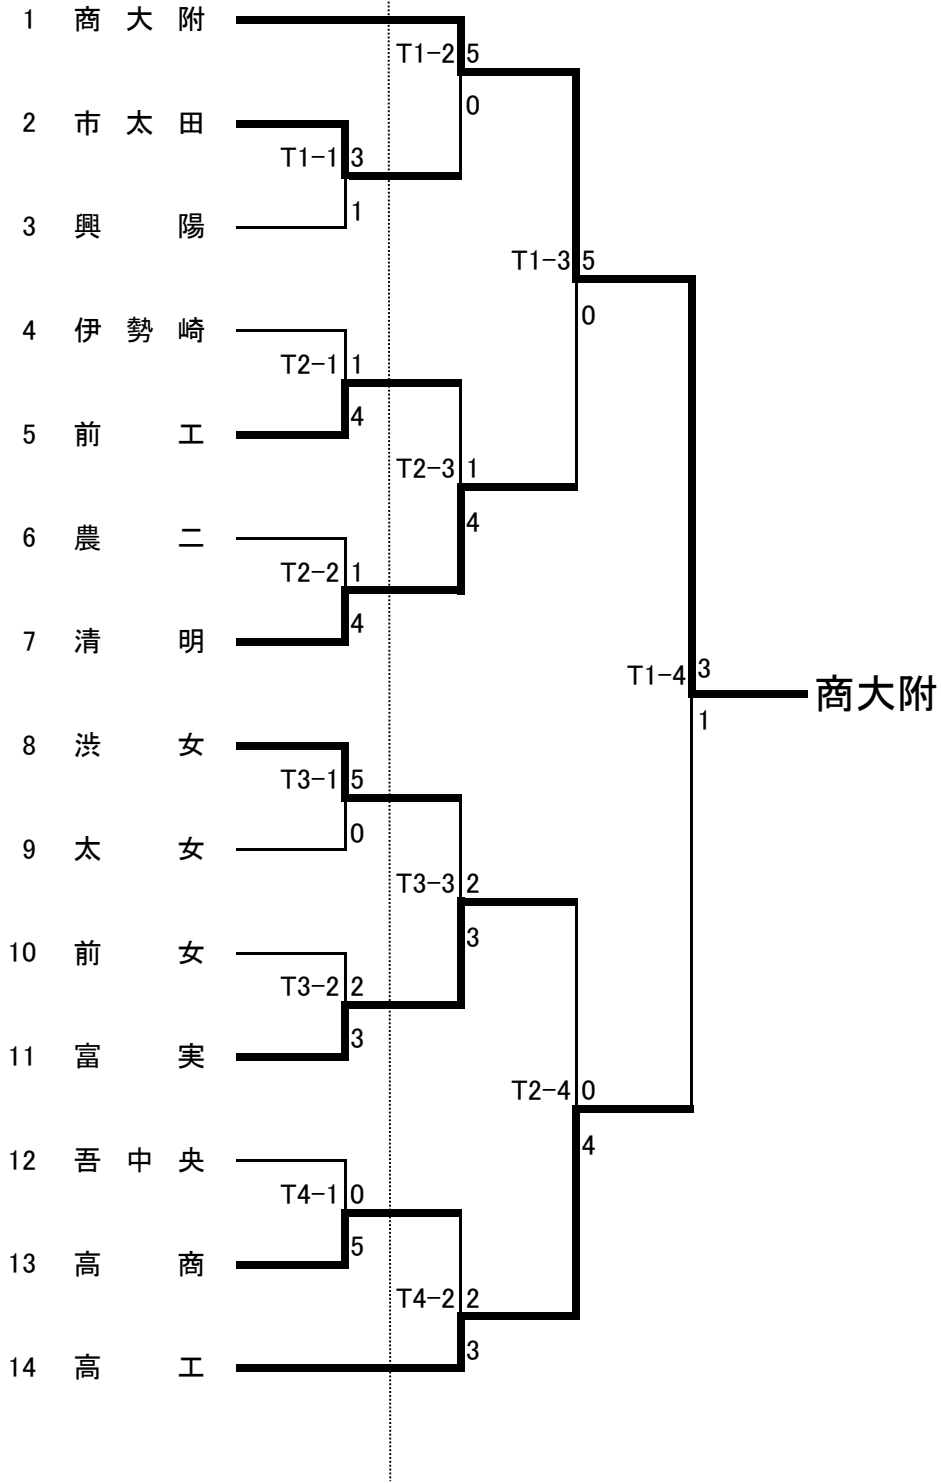 1 商大附
T1-2 5
0
2 市太田
T1-1 3
1
3 興陽
T1-3 5
0
4 伊勢崎
T2-1 1
4
5 前工
T2-3 1
4
6 農二
T2-2 1
4
7 清明
T1-4 3
商大附
1
8 渋女
T3-1 5
0
9 太女
T3-3 2
3
10 前女
T3-2 2
3
11 富実
T2-4 0
4
12 吾中央
T4-1 0
5
13 高商
T4-2 2
3
14 高工